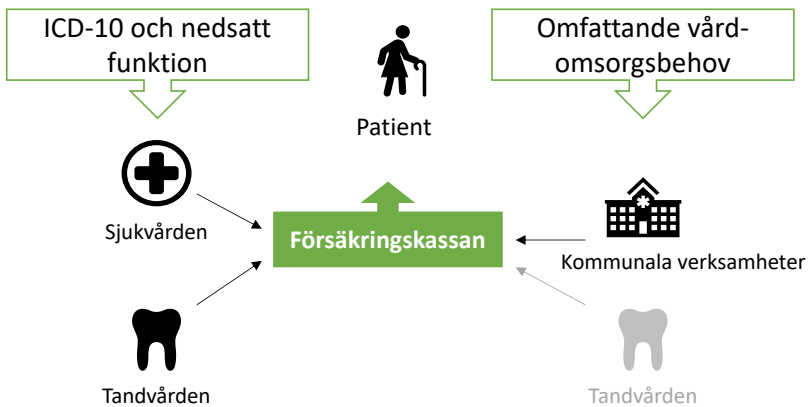 ICD-10 och nedsatt
funktion
Omfattande vård-
omsorgsbehov
Patient
Sjukvården
Försäkringskassan
Kommunala verksamheter
Tandvården
Tandvården